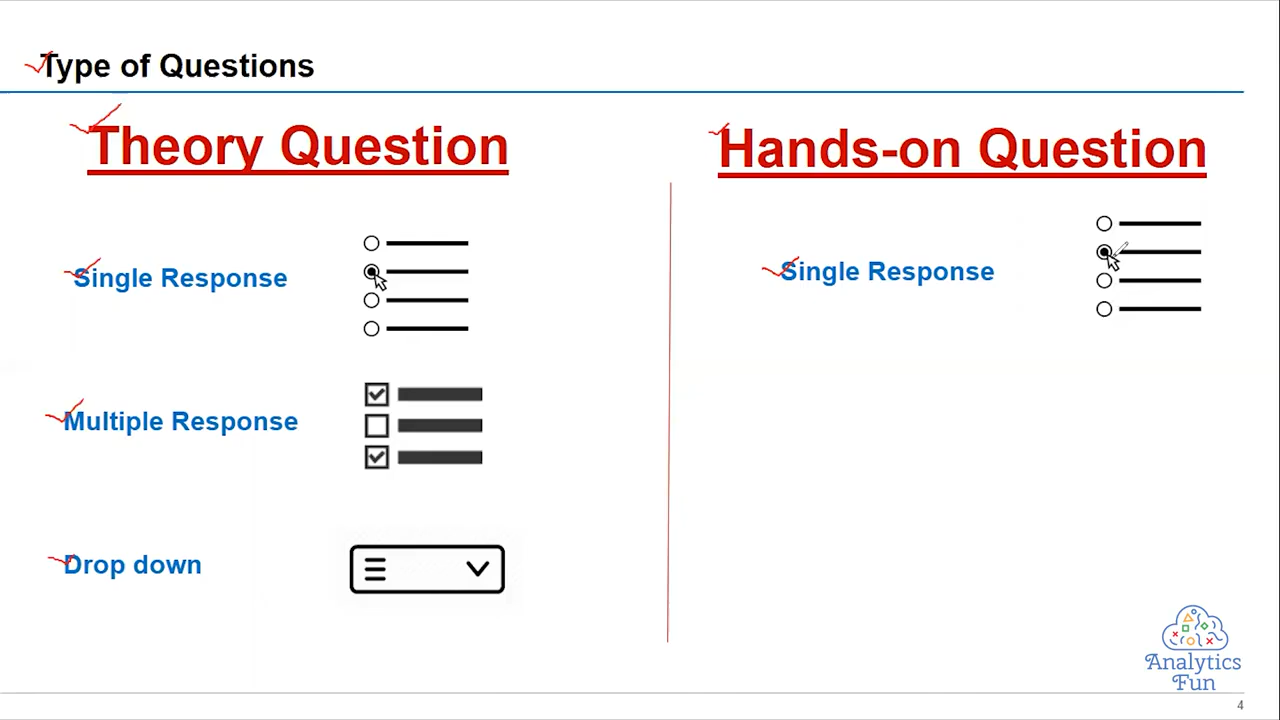 Type of Questions
Theory Question
Single Response
Multiple Response
Drop down
Hands-on Question
Single Response
Analytics
Fun
4